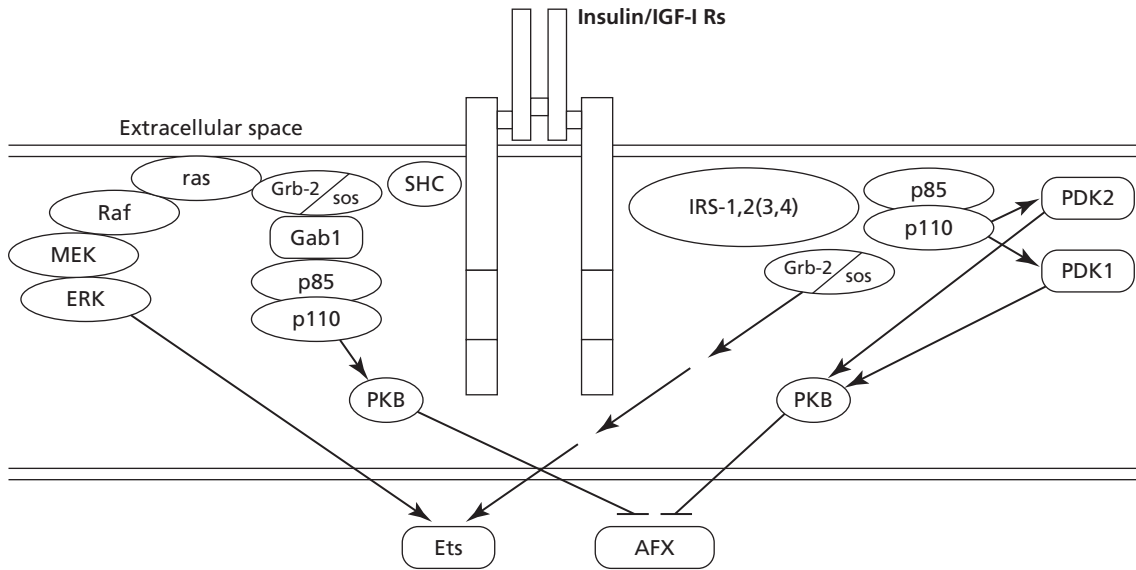 Insulin/IGF-I Rs
Extracellular space
ras
Grb-2
sos
SHC
Raf
Gab1
MEK
p85
ERK
p110
PKB
IRS-1,2(3,4)
p85
p110
PDK2
Grb-2
sos
PDK1
PKB
Ets
AFX